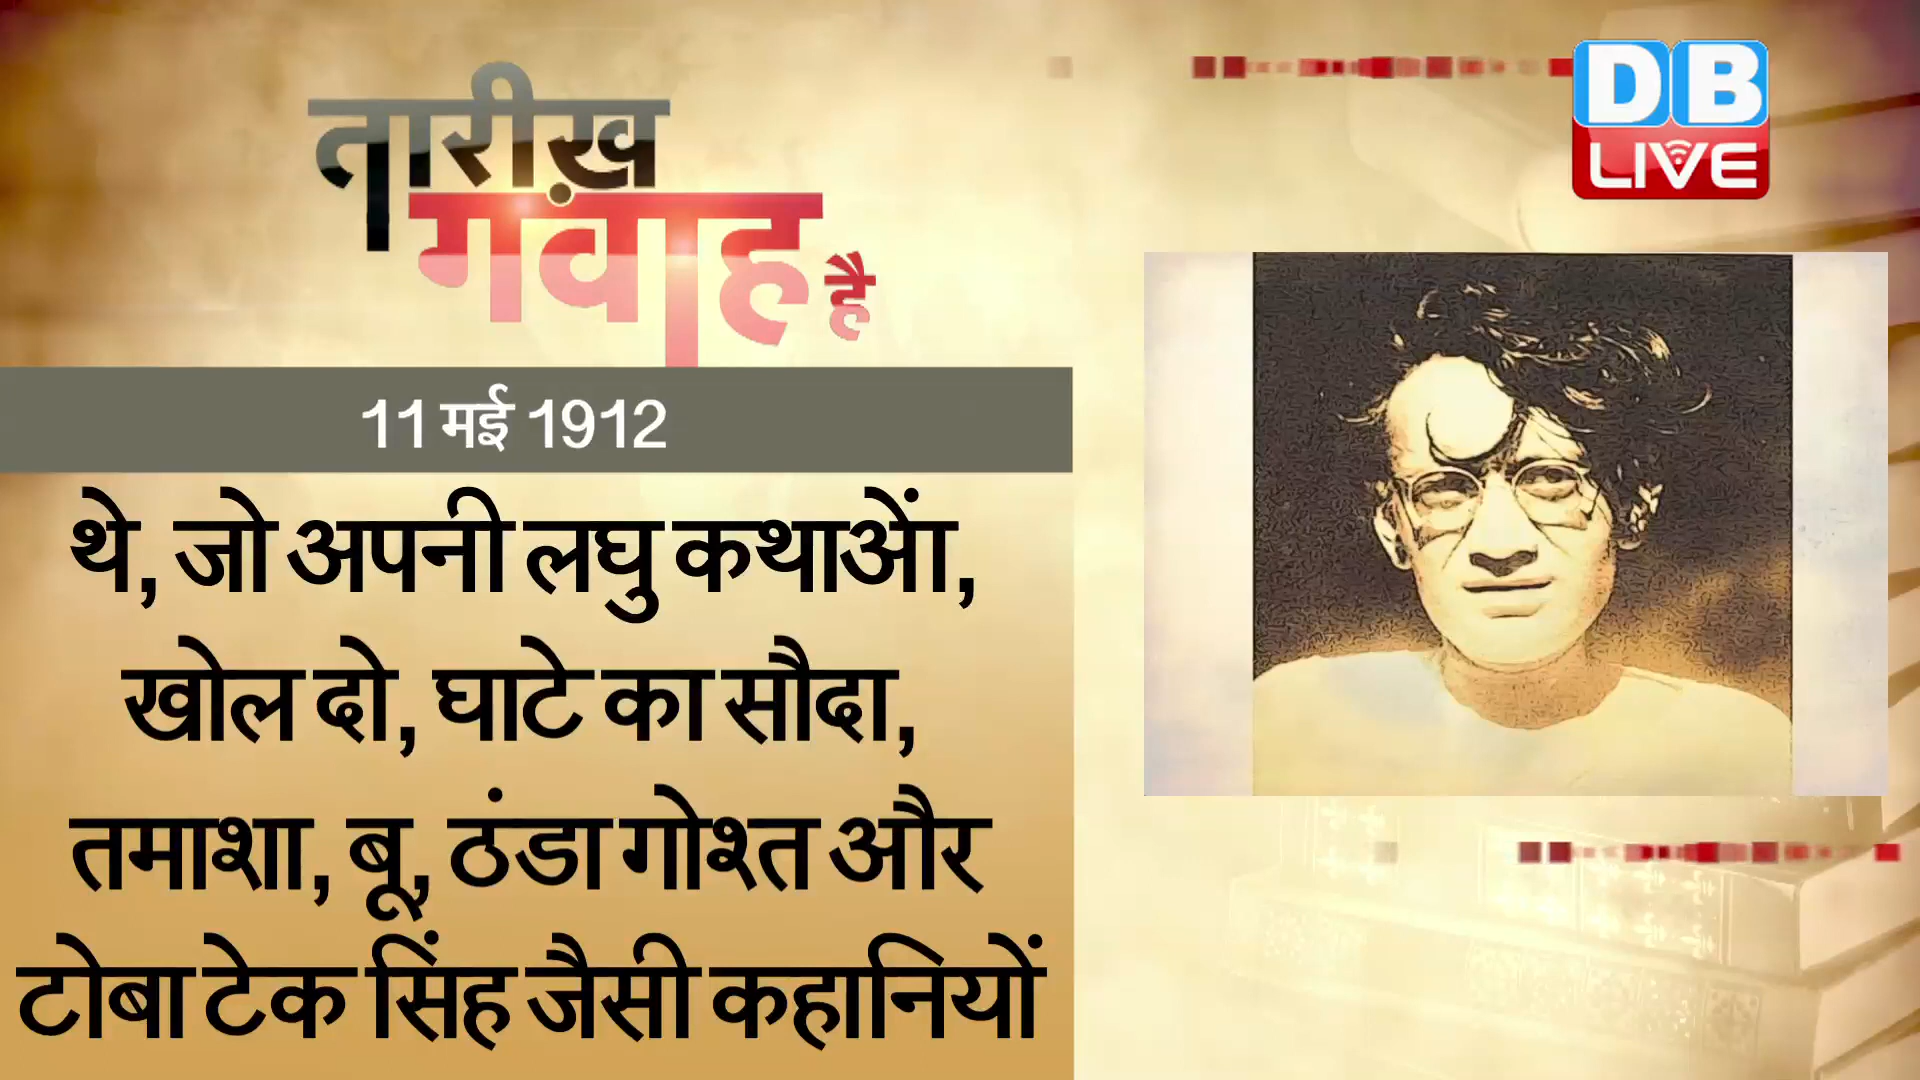 तारीख़
गवाह है
DB
LIVE
11 मई 1912
थे, जो अपनी लघु कथाओं,
खोल दो, घाटे का सौदा,
तमाशा, बू, ठंडा गोश्त और
टोबा टेक सिंह जैसी कहानियों